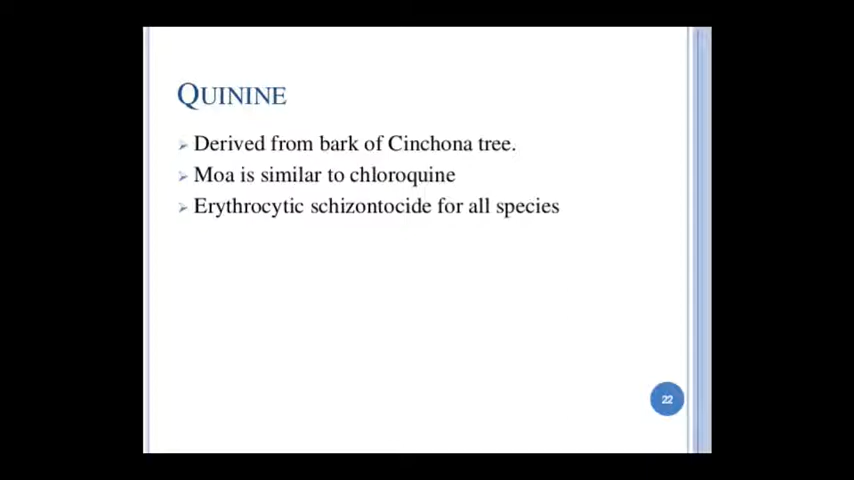 QUININE
Derived from bark of Cinchona tree.
Moa is similar to chloroquine
Erythrocytic schizontocide for all species
22